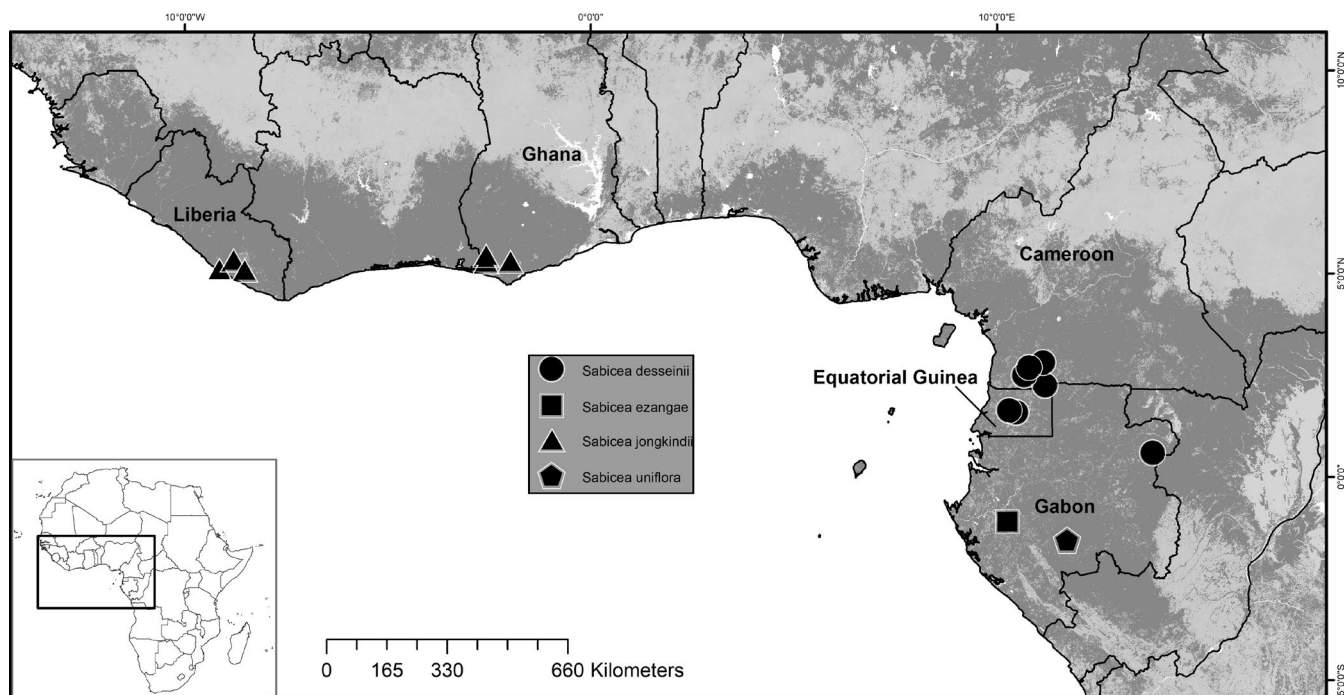 10°0'0"W
0°0'0"
10°0'0"E
10°0'0"N
Ghana
Liberia
Cameroon
5°0'0"N
Sabicea desseinii
Equatorial Guinea
Sabicea ezangae
Sabicea jongkindii
Sabicea uniflora
0°0'0"
Gabon
0 165 330 660 Kilometers
5°0'0"S